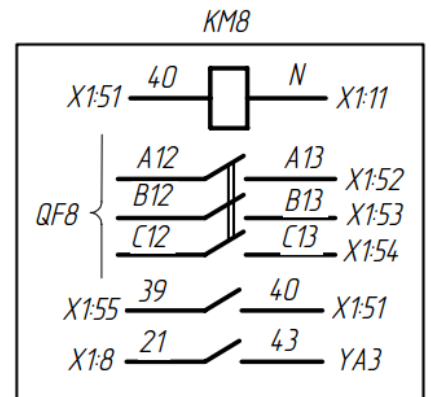 KM8
X1:51 40 N X1:11
A12 A13 X1:52
QF8 B12 B13 X1:53
C12 C13 X1:54
X1:55 39 40 X1:51
X1:8 21 43 YA3